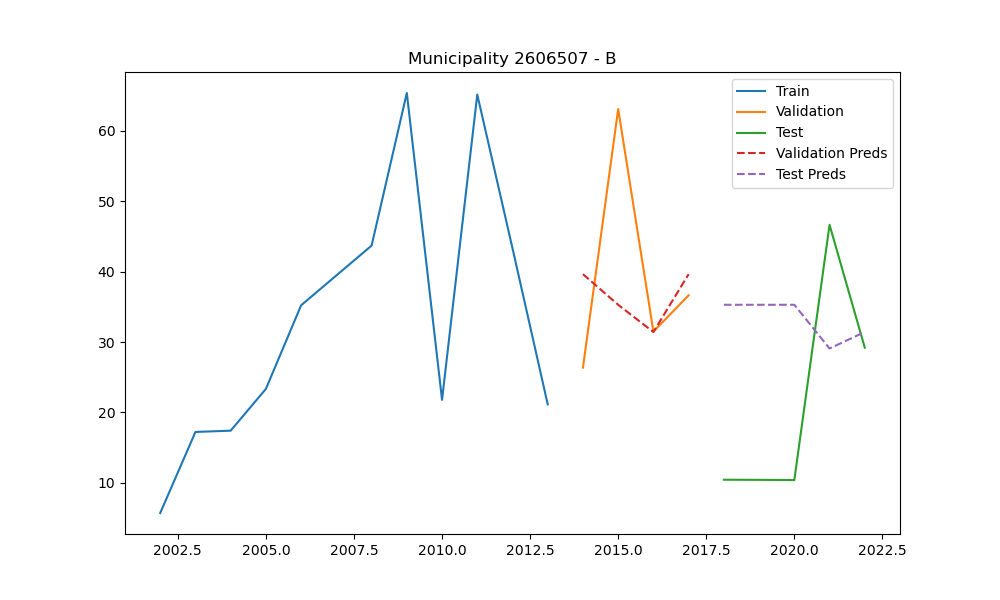 Municipality 2606507 - B
Train
Validation
Test
Validation Preds
Test Preds
60
50
40
30
20
10
2002.5 2005.0 2007.5 2010.0 2012.5 2015.0 2017.5 2020.0 2022.5